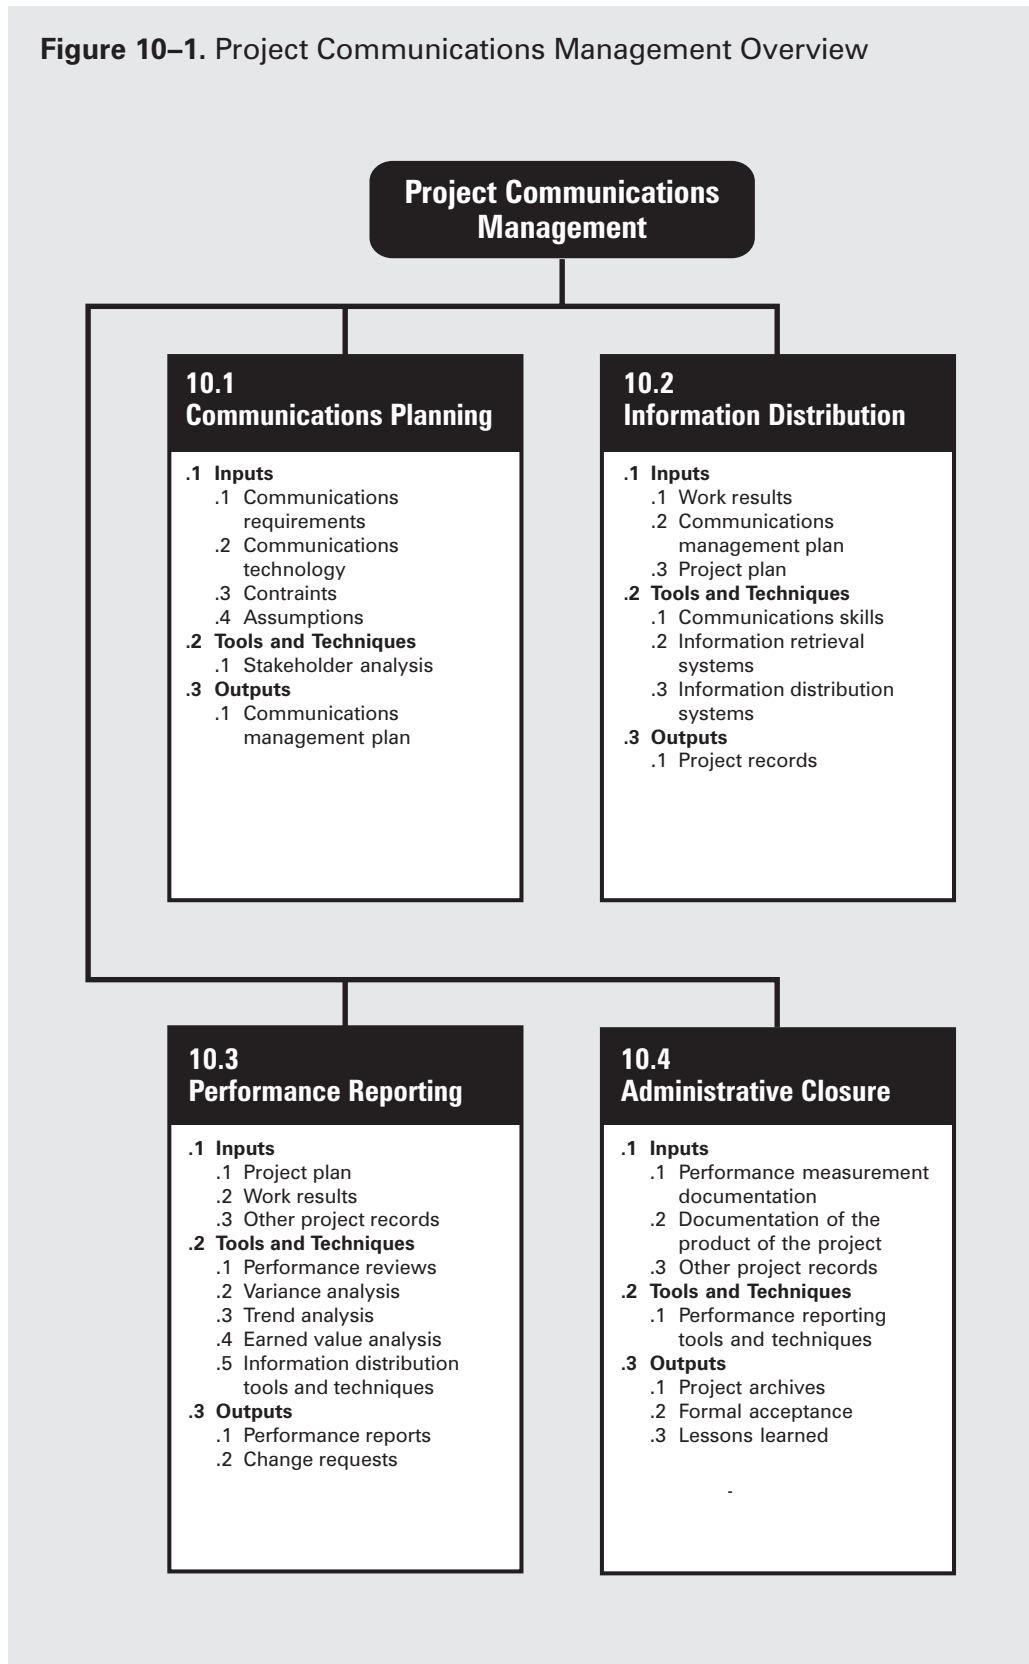 Figure 10–1. Project Communications Management Overview
Project Communications
Management
10.1
Communications Planning
.1 Inputs
.1 Communications
requirements
.2 Communications
technology
.3 Contraints
.4 Assumptions
.2 Tools and Techniques
.1 Stakeholder analysis
.3 Outputs
.1 Communications
management plan
10.2
Information Distribution
.1 Inputs
.1 Work results
.2 Communications
management plan
.3 Project plan
.2 Tools and Techniques
.1 Communications skills
.2 Information retrieval
systems
.3 Information distribution
systems
.3 Outputs
.1 Project records
10.3
Performance Reporting
.1 Inputs
.1 Project plan
.2 Work results
.3 Other project records
.2 Tools and Techniques
.1 Performance reviews
.2 Variance analysis
.3 Trend analysis
.4 Earned value analysis
.5 Information distribution
tools and techniques
.3 Outputs
.1 Performance reports
.2 Change requests
10.4
Administrative Closure
.1 Inputs
.1 Performance measurement
documentation
.2 Documentation of the
product of the project
.3 Other project records
.2 Tools and Techniques
.1 Performance reporting
tools and techniques
.3 Outputs
.1 Project archives
.2 Formal acceptance
.3 Lessons learned
-